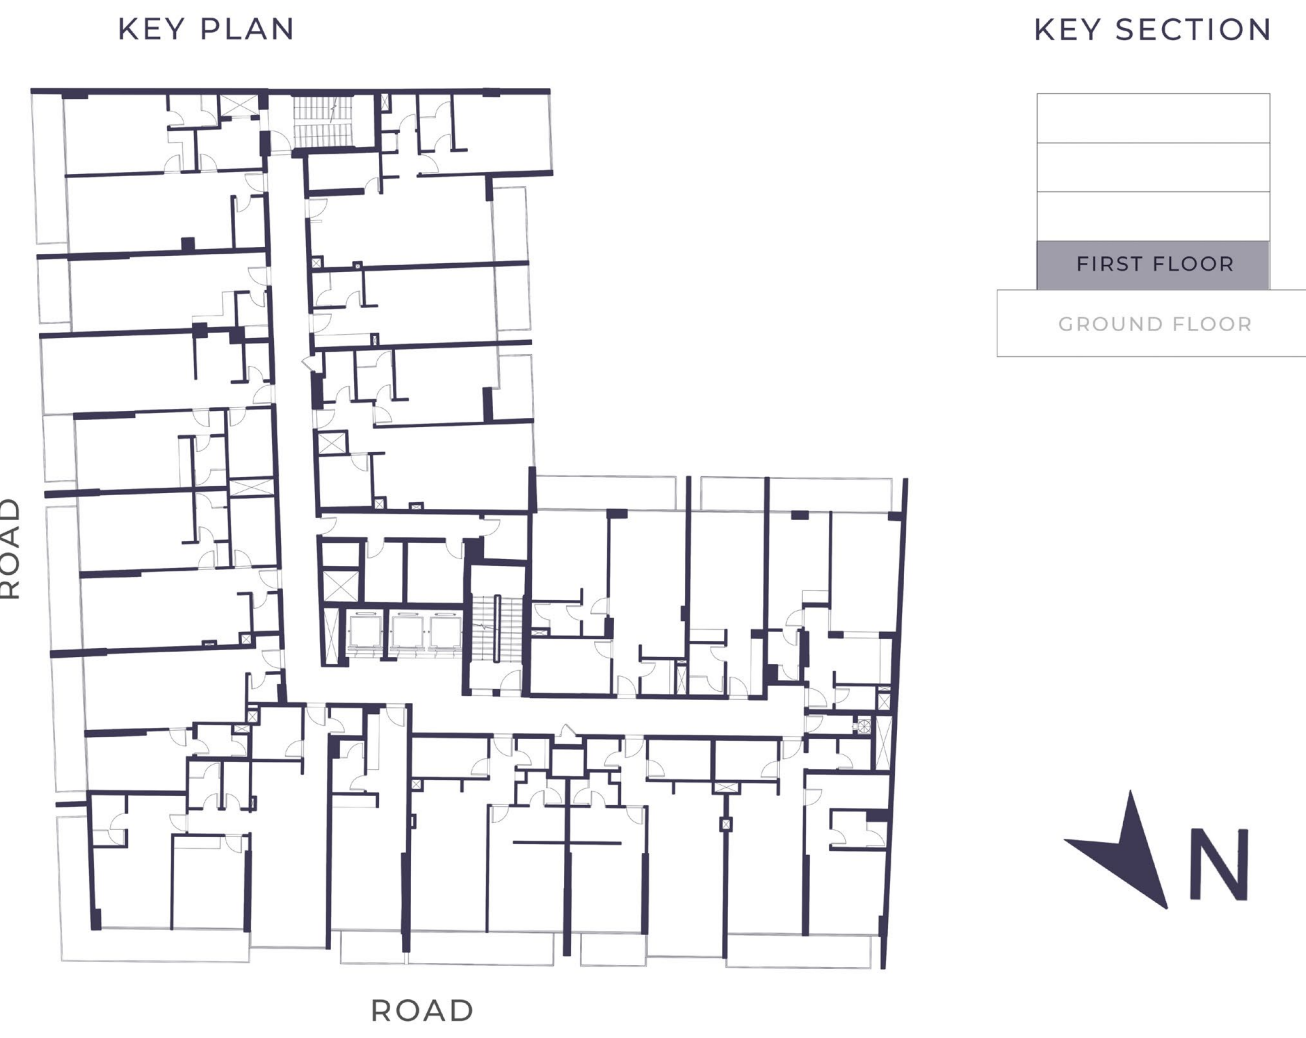 KEY PLAN
KEY SECTION
FIRST FLOOR
GROUND FLOOR
ROAD
N
ROAD